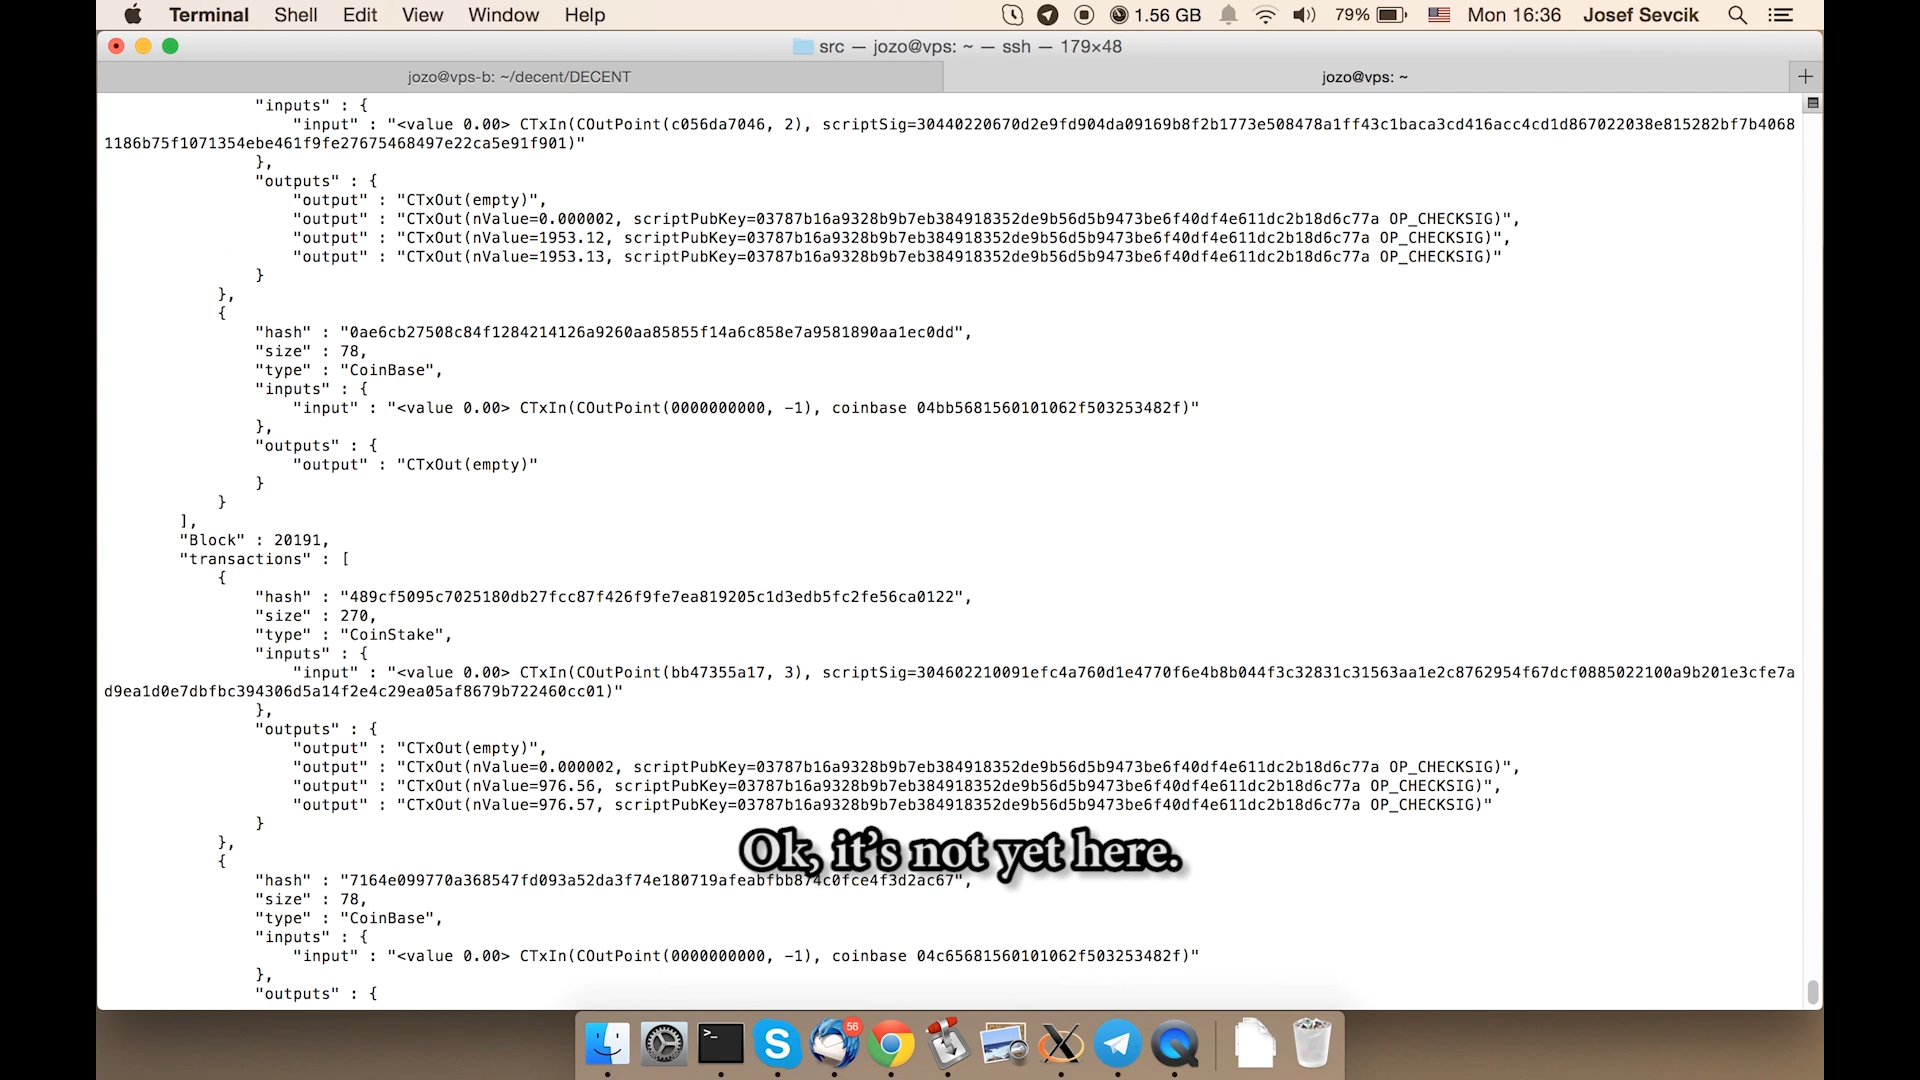 Terminal Shell Edit View Window Help 1.56 GB 79% Mon 16:36 Josef Sevcik
src — jozo@vps: ~ — ssh — 179×48
jozo@vps-b: ~/decent/DECENT jozo@vps: ~
"inputs" : {
"input" : "<value 0.00> CTxIn(COutPoint(c056da7046, 2), scriptSig=30440220670d2e9fd904da09169b8f2b1773e508478a1ff43c1baca3cd416acc4cd1d867022038e815282bf7b4068
1186b75f1071354ebe461f9fe27675468497e22ca5e91f901)"
},
"outputs" : {
"output" : "CTxOut(empty)",
"output" : "CTxOut(nValue=0.000002, scriptPubKey=03787b16a9328b9b7eb384918352de9b56d5b9473be6f40df4e611dc2b18d6c77a OP_CHECKSIG)",
"output" : "CTxOut(nValue=1953.12, scriptPubKey=03787b16a9328b9b7eb384918352de9b56d5b9473be6f40df4e611dc2b18d6c77a OP_CHECKSIG)",
"output" : "CTxOut(nValue=1953.13, scriptPubKey=03787b16a9328b9b7eb384918352de9b56d5b9473be6f40df4e611dc2b18d6c77a OP_CHECKSIG)"
}
},
{
"hash" : "0ae6cb27508c84f1284214126a9260aa85855f14a6c858e7a9581890aa1ec0dd",
"size" : 78,
"type" : "CoinBase",
"inputs" : {
"input" : "<value 0.00> CTxIn(COutPoint(0000000000, -1), coinbase 04bb5681560101062f503253482f)"
},
"outputs" : {
"output" : "CTxOut(empty)"
}
}
],
"Block" : 20191,
"transactions" : [
{
"hash" : "489cf5095c7025180db27fcc87f426f9fe7ea819205c1d3edb5fc2fe56ca0122",
"size" : 270,
"type" : "CoinStake",
"inputs" : {
"input" : "<value 0.00> CTxIn(COutPoint(bb47355a17, 3), scriptSig=304602210091efc4a760d1e4770f6e4b8b044f3c32831c31563aa1e2c8762954f67dcf0885022100a9b201e3cfe7a
d9ea1d0e7dbfbc394306d5a14f2e4c29ea05af8679b722460cc01)"
},
"outputs" : {
"output" : "CTxOut(empty)",
"output" : "CTxOut(nValue=0.000002, scriptPubKey=03787b16a9328b9b7eb384918352de9b56d5b9473be6f40df4e611dc2b18d6c77a OP_CHECKSIG)",
"output" : "CTxOut(nValue=976.56, scriptPubKey=03787b16a9328b9b7eb384918352de9b56d5b9473be6f40df4e611dc2b18d6c77a OP_CHECKSIG)",
"output" : "CTxOut(nValue=976.57, scriptPubKey=03787b16a9328b9b7eb384918352de9b56d5b9473be6f40df4e611dc2b18d6c77a OP_CHECKSIG)"
}
},
Ok, it's not yet here.
{
"hash" : "7164e099770a368547fd093a52da3f74e180719afeabfbb874c0fce4f3d2ac67",
"size" : 78,
"type" : "CoinBase",
"inputs" : {
"input" : "<value 0.00> CTxIn(COutPoint(0000000000, -1), coinbase 04c65681560101062f503253482f)"
},
"outputs" : {
56